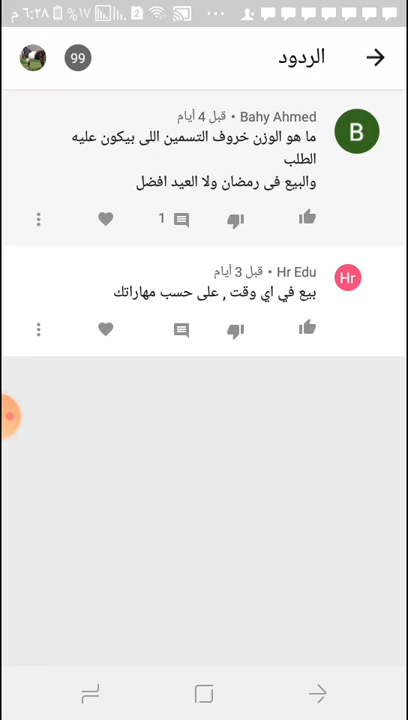 ٦:٢٨ م ١٧% 2
الردود
99
Bahy Ahmed • قبل 4 أيام
B
ما هو الوزن خروف التسمين اللى بيكون عليه
الطلب
والبيع فى رمضان ولا العيد افضل
1
Hr Edu • قبل 3 أيام
Hr
بيع في اي وقت , على حسب مهاراتك